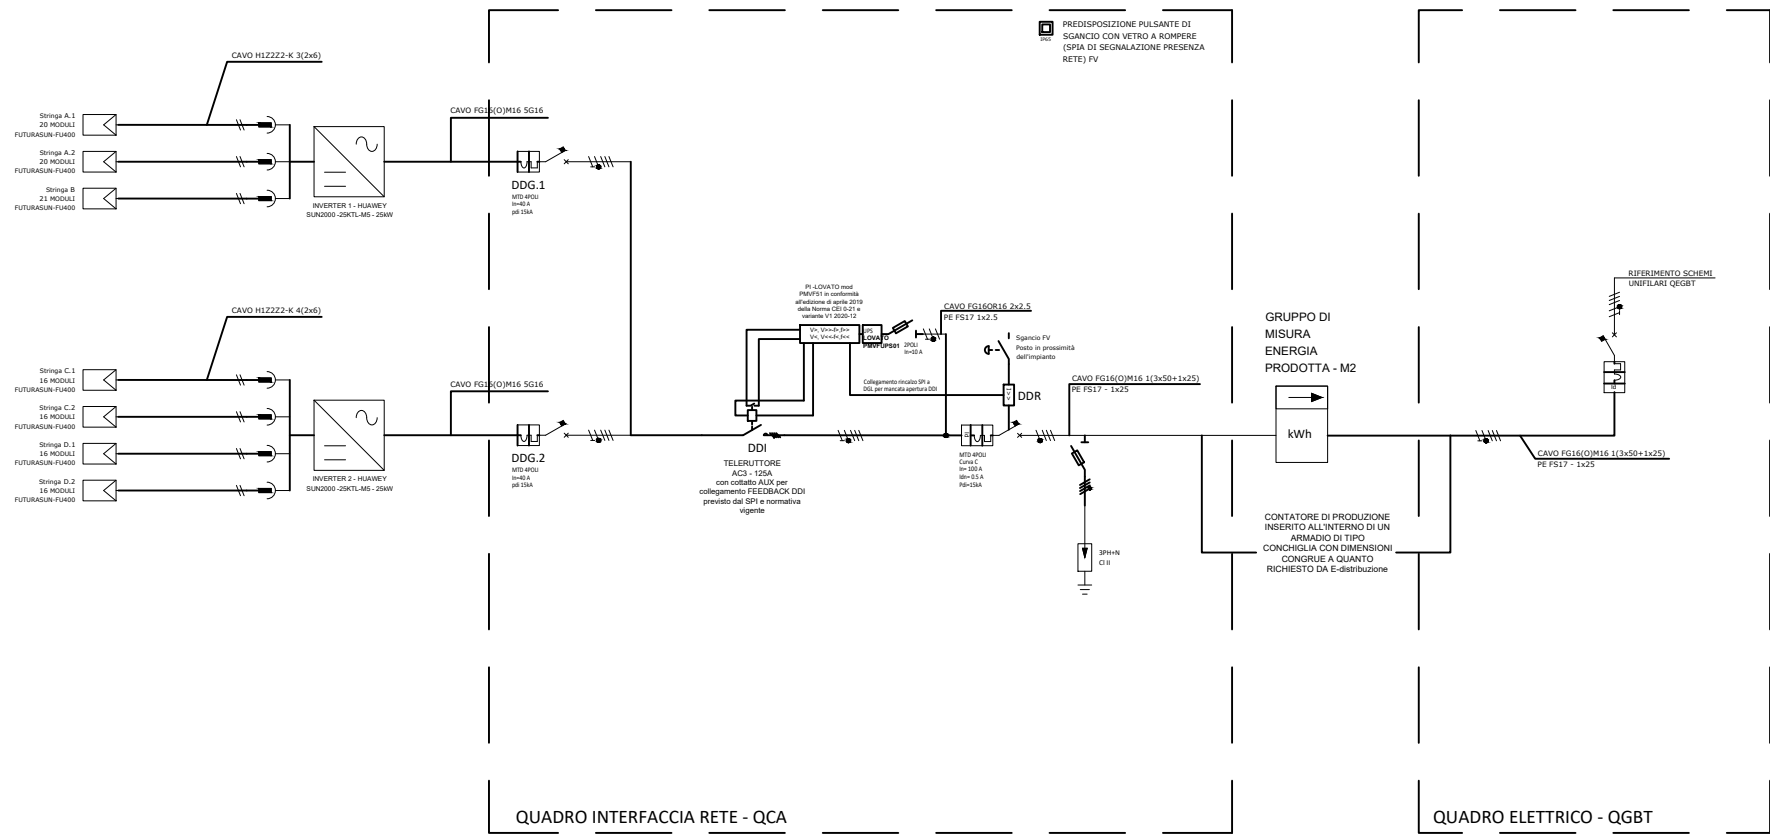 PREDISPOSIZIONE PULSANTE DI
SGANCIO CON VETRO A ROMPERE
(SPIA DI SEGNALAZIONE PRESENZA
RETE) FV
IP65
CAVO H1Z2Z2-K 3(2x6)
Stringa A.1
20 MODULI
FUTURASUN-FU400
Stringa A.2
20 MODULI
FUTURASUN-FU400
Stringa B
21 MODULI
FUTURASUN-FU400
INVERTER 1 - HUAWEY
SUN2000 -25KTL-M5 - 25kW
CAVO FG16(O)M16 5G16
DDG.1
MTD 4POLI
In=40 A
pdi 15kA
CAVO H1Z2Z2-K 4(2x6)
Stringa C.1
16 MODULI
FUTURASUN-FU400
Stringa C.2
16 MODULI
FUTURASUN-FU400
Stringa D.1
16 MODULI
FUTURASUN-FU400
Stringa D.2
16 MODULI
FUTURASUN-FU400
INVERTER 2 - HUAWEY
SUN2000 -25KTL-M5 - 25kW
CAVO FG16(O)M16 5G16
DDG.2
MTD 4POLI
In=40 A
pdi 15kA
PI -LOVATO mod
PMVF51 in conformità
all'edizione di aprile 2019
della Norma CEI 0-21 e
variante V1 2020-12
V>, V>>-f>,f>>
V<, V<<-f<,f<<
UPS
LOVATO
PMVFUPS01
2POLI
In=10 A
CAVO FG16OR16 2x2.5
PE FS17 1x2.5
Sgancio FV
Posto in prossimità
dell'impianto
Collegamento rincalzo SPI a
DGL per mancata apertura DDI
DDR
DDI
TELERUTTORE
AC3 - 125A
con cottatto AUX per
collegamento FEEDBACK DDI
previsto dal SPI e normativa
vigente
MTD 4POLI
Curva C
In= 100 A
Idn= 0.5 A
Pdi=15kA
CAVO FG16(O)M16 1(3x50+1x25)
PE FS17 - 1x25
3PH+N
Cl II
GRUPPO DI
MISURA
ENERGIA
PRODOTTA - M2
kWh
CONTATORE DI PRODUZIONE
INSERITO ALL'INTERNO DI UN
ARMADIO DI TIPO
CONCHIGLIA CON DIMENSIONI
CONGRUE A QUANTO
RICHIESTO DA E-distribuzione
RIFERIMENTO SCHEMI
UNIFILARI QEGBT
CAVO FG16(O)M16 1(3x50+1x25)
PE FS17 - 1x25
QUADRO INTERFACCIA RETE - QCA
QUADRO ELETTRICO - QGBT